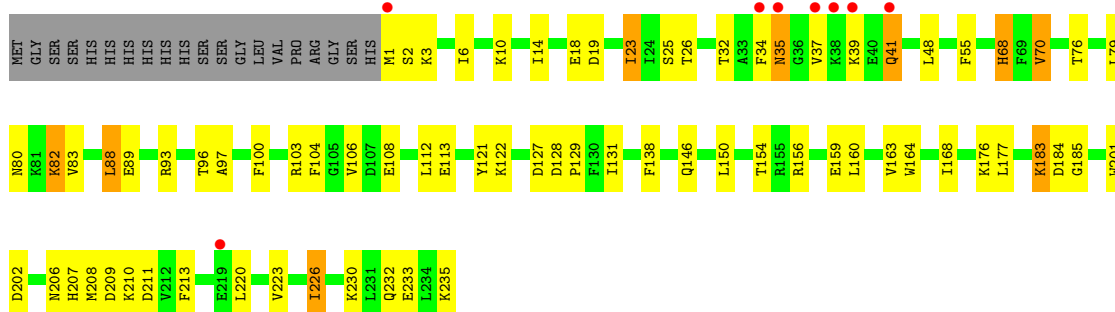 MET GLY SER SER HIS HIS HIS HIS HIS HIS SER SER GLY LEU VAL PRO ARG GLY SER HIS M1 S2 K3 I6 K10 I14 E18 D19 I23 I24 S25 T26 T32 A33 F34 N35 G36 V37 K38 K39 E40 Q41 L48 F55 H68 F69 V70 T76
N80 K81 K82 V83 L88 E89 R93 T96 A97 F100 R103 F104 G105 V106 D107 E108 L112 E113 Y121 K122 D127 D128 P129 F130 I131 F138 Q146 L150 T154 R155 R156 E159 L160 V163 W164 I168 K176 L177 K183 D184 G185
D202 N206 H207 M208 D209 K210 D211 V212 F213 E219 L220 V223 I226 K230 L231 Q232 E233 L234 K235